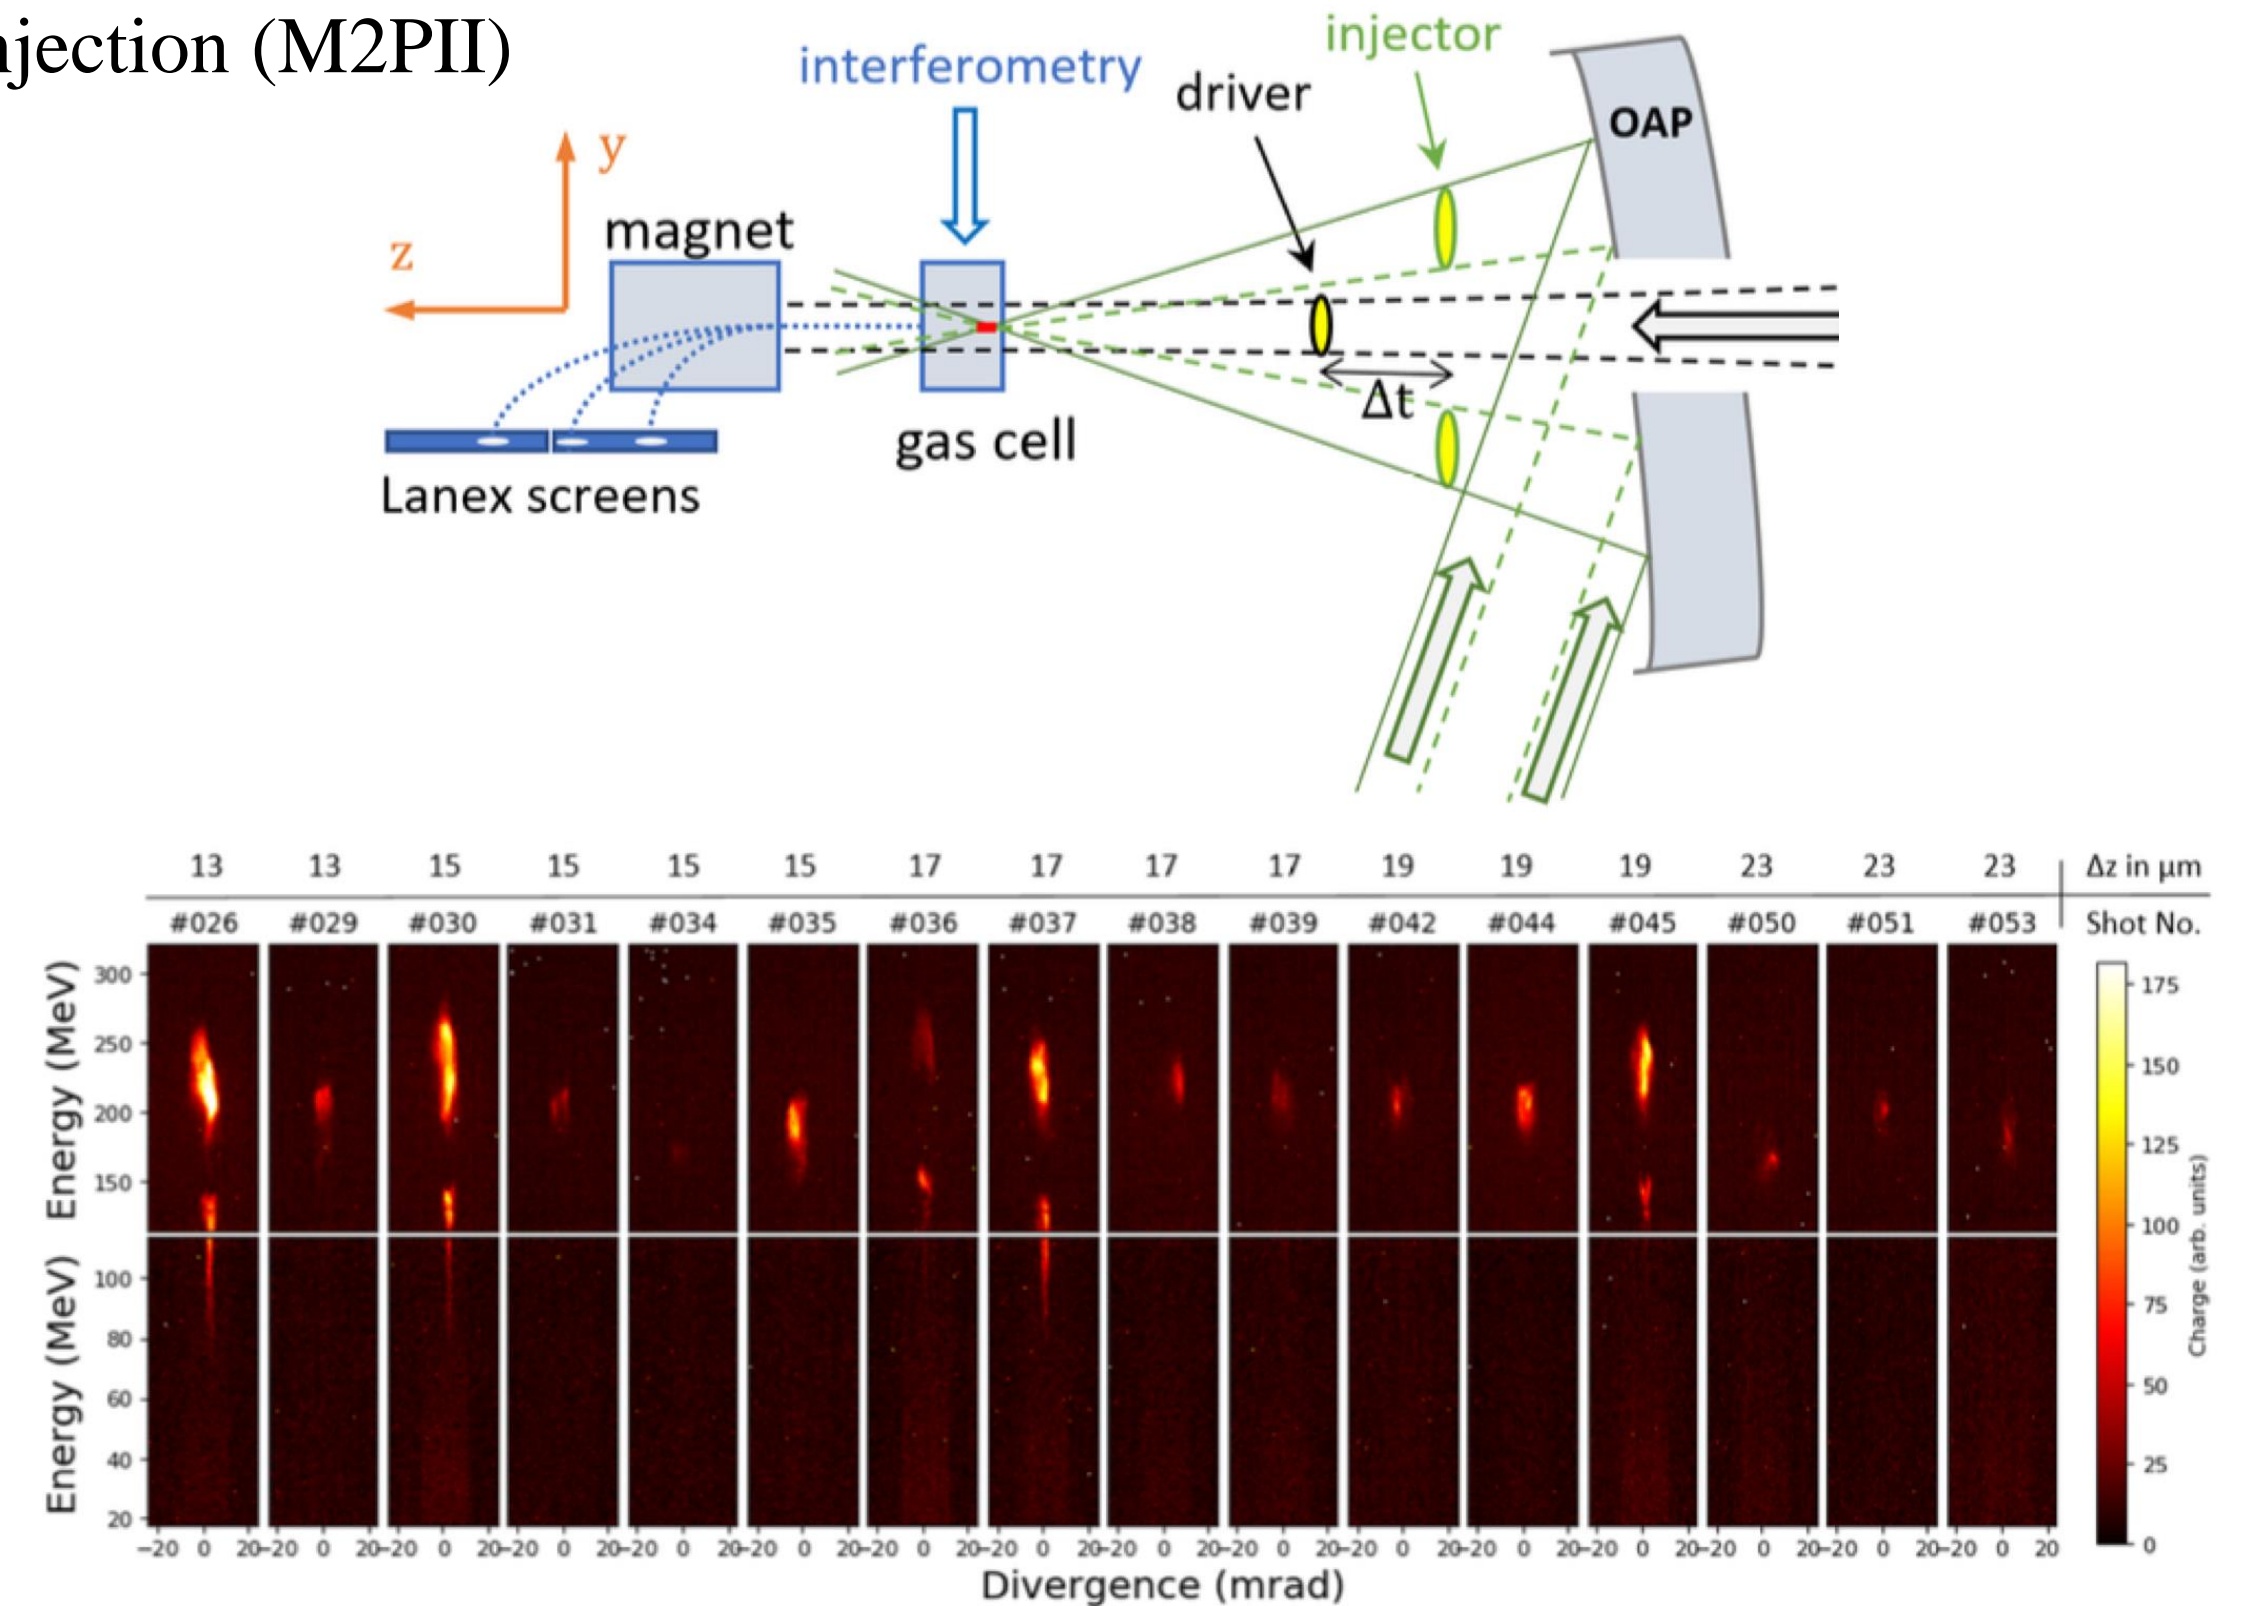 njection (M2PII)
injector
interferometry
driver
OAP
y
magnet
z
Δt
gas cell
Lanex screens
13 13 15 15 15 15 17 17 17 17 19 19 19 23 23 23 Δz in μm
#026 #029 #030 #031 #034 #035 #036 #037 #038 #039 #042 #044 #045 #050 #051 #053 Shot No.
Energy (MeV)
300
250
200
150
Energy (MeV)
100
80
60
40
20
175
150
125
100
75
50
25
0
Charge (arb. units)
−20 0 20 −20 0 20 −20 0 20 −20 0 20 −20 0 20 −20 0 20 −20 0 20 −20 0 20 −20 0 20 −20 0 20 −20 0 20 −20 0 20 −20 0 20 −20 0 20 −20 0 20 −20 0 20
Divergence (mrad)